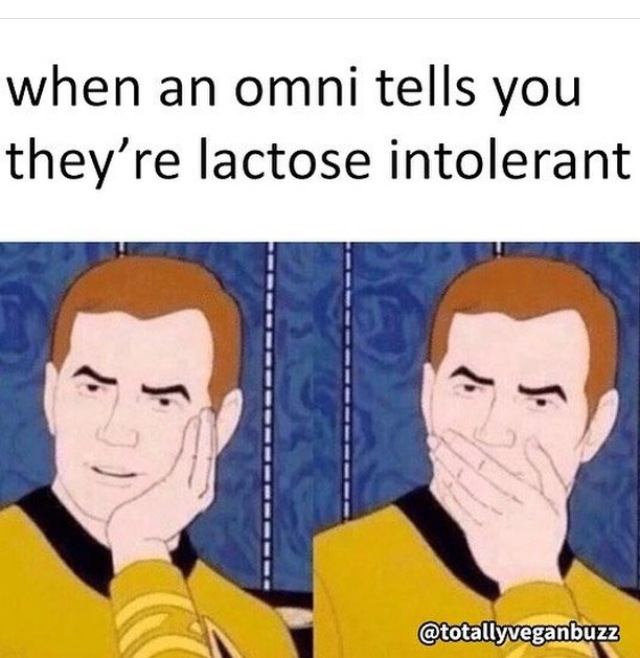 when an omni tells you
they’re lactose intolerant
@totallyveganbuzz